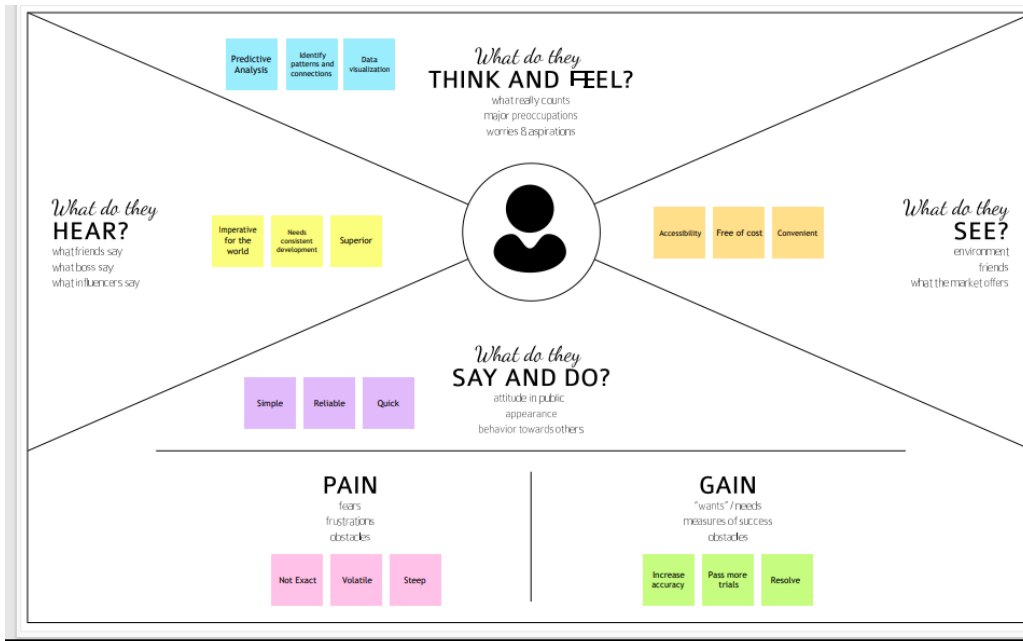 Predictive
Analysis
Identify
patterns and
connections
Data
visualization
What do they
THINK AND FEEL?
what really counts
major preoccupations
worries & aspirations
What do they
HEAR?
what friends say
what boss say
what influencers say
Imperative
for the
world
Needs
consistent
development
Superior
Accessibility
Free of cost
Convenient
What do they
SEE?
environment
friends
what the market offers
What do they
SAY AND DO?
attitude in public
appearance
behavior towards others
Simple
Reliable
Quick
PAIN
fears
frustrations
obstacles
Not Exact
Volatile
Steep
GAIN
"wants" / needs
measures of success
obstacles
Increase
accuracy
Pass more
trials
Resolve